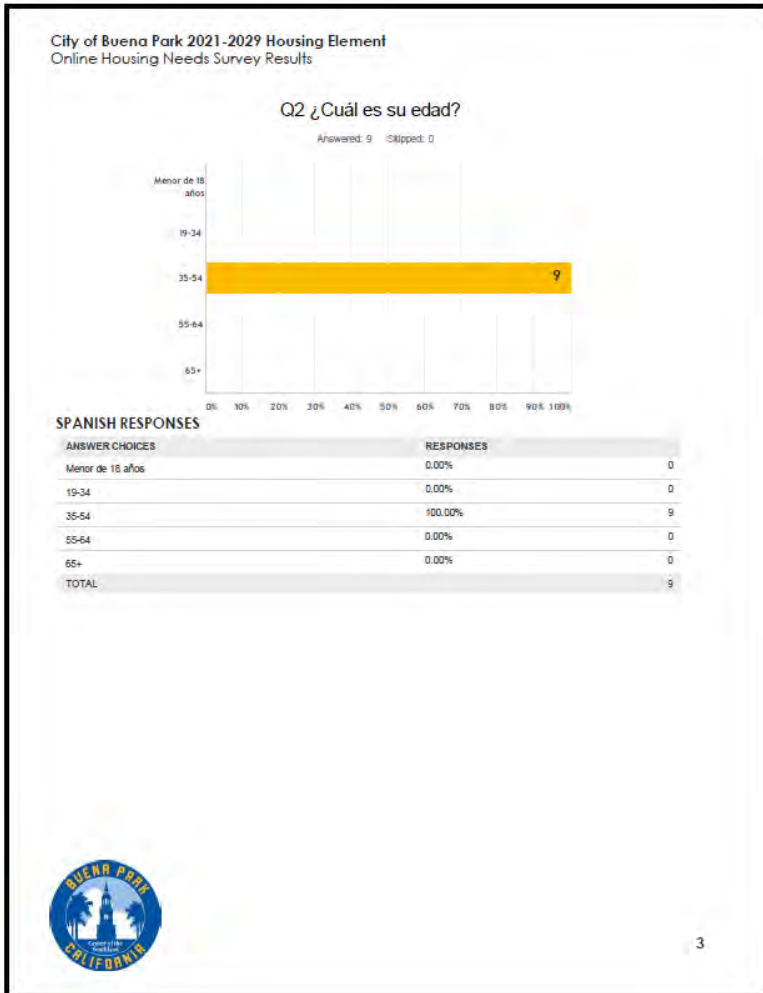 City of Buena Park 2021-2029 Housing Element
Online Housing Needs Survey Results
Q2 ¿Cuál es su edad?
Answered: 9 Skipped: 0
Menor de 18
años
19-34
35-54
9
55-64
65+
0% 10% 20% 30% 40% 50% 60% 70% 80% 90% 100%
SPANISH RESPONSES
ANSWER CHOICES RESPONSES
Menor de 18 años 0.00% 0
19-34 0.00% 0
35-54 100.00% 9
55-64 0.00% 0
65+ 0.00% 0
TOTAL 9
BUENA PARK
Center of the
Southland
CALIFORNIA
3